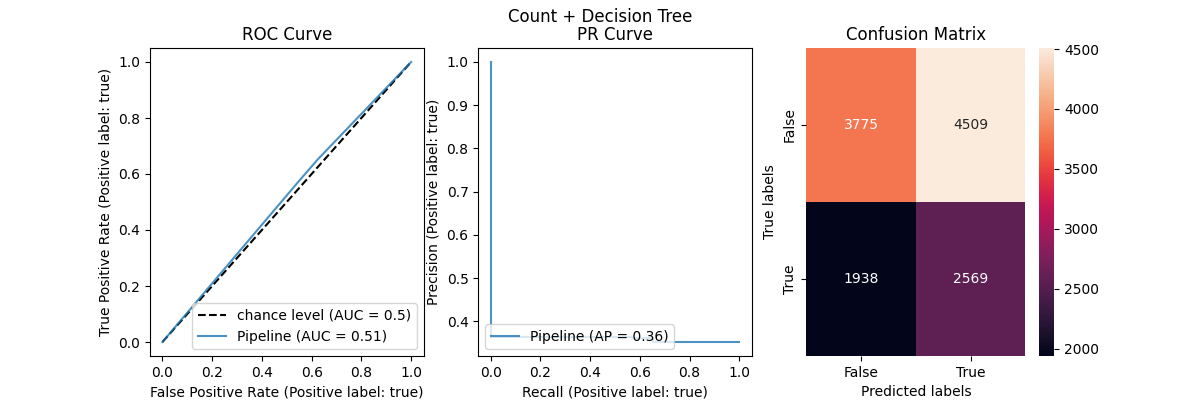 Count + Decision Tree
ROC Curve
1.0
0.8
0.6
0.4
0.2
0.0
True Positive Rate (Positive label: true)
chance level (AUC = 0.5)
Pipeline (AUC = 0.51)
0.0 0.2 0.4 0.6 0.8 1.0
False Positive Rate (Positive label: true)
PR Curve
1.0
0.9
0.8
0.7
0.6
0.5
0.4
Precision (Positive label: true)
Pipeline (AP = 0.36)
0.0 0.2 0.4 0.6 0.8 1.0
Recall (Positive label: true)
Confusion Matrix
True labels
False
3775 4509
True
1938 2569
False True
Predicted labels
4500
4000
3500
3000
2500
2000